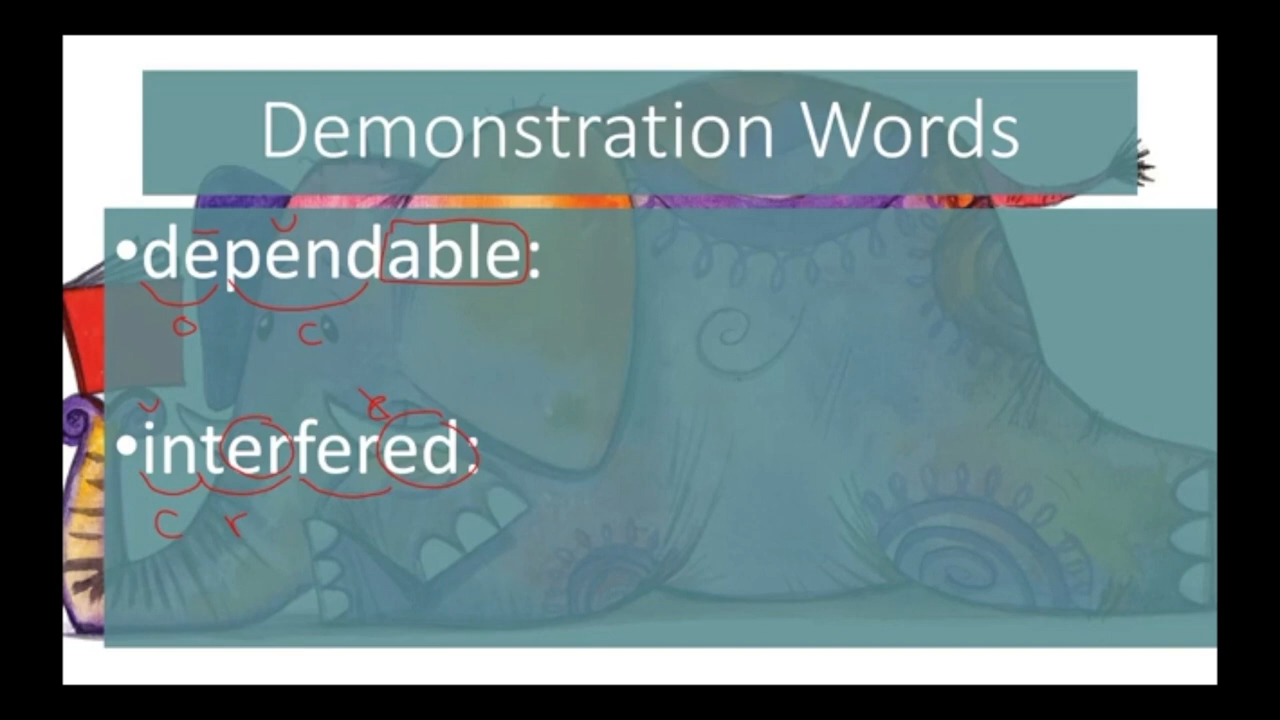 Demonstration Words
•dependable:
o c
•interfered:
c r